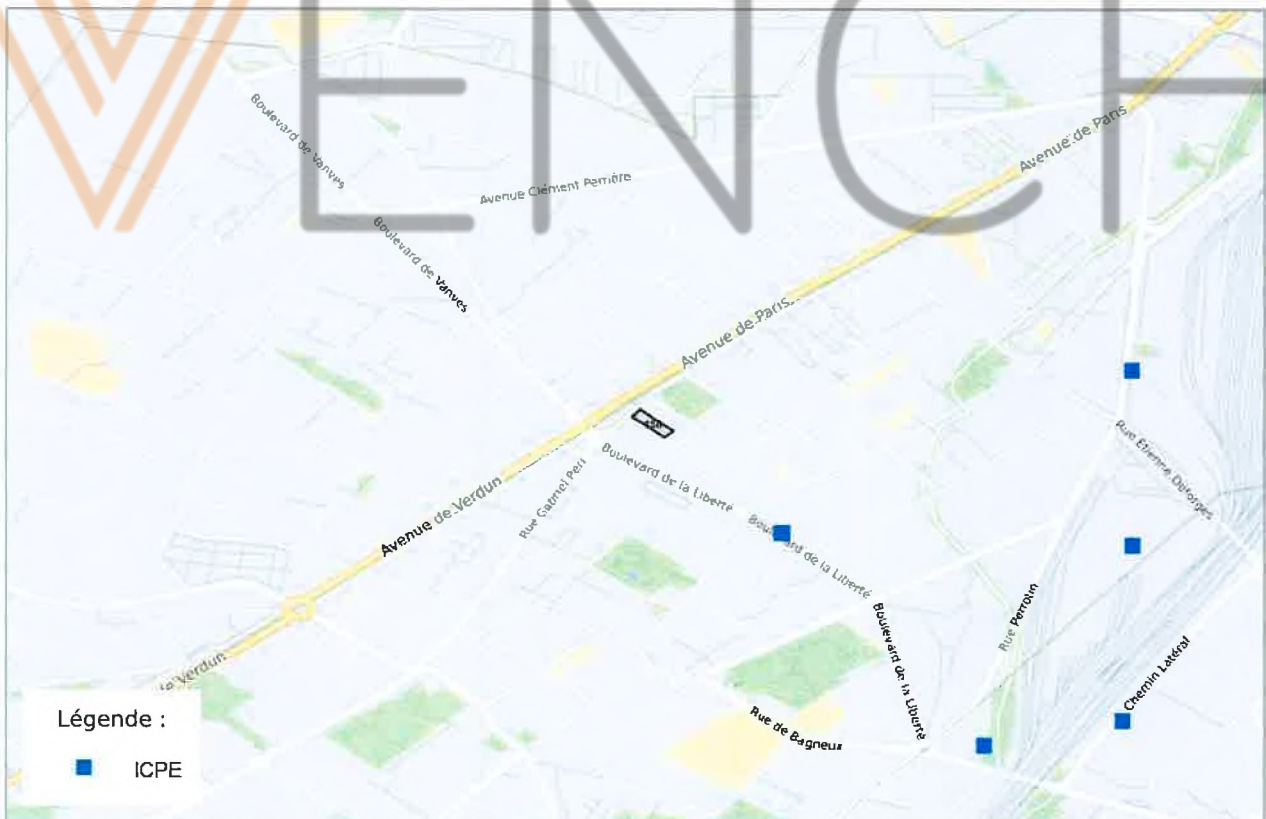 VENCH
Boulevard de Vanves
Avenue de Paris
Avenue Clément Perrière
Boulevard de Vanves
Avenue de Paris
Rue Etienne Deforges
Boulevard de la Liberté
Avenue de Verdun
Rue Gabriel Peri
Boulevard de la Liberté
Rue Perrotin
Boulevard de la Liberté
Chemin Latéral
de Verdun
Rue de Bagneux
Légende :
ICPE